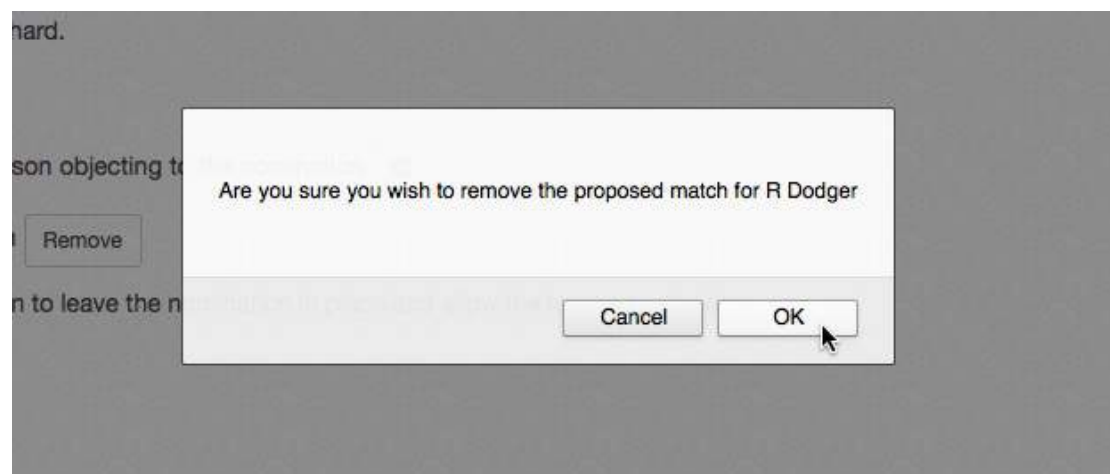 hard.
son objecting to
Are you sure you wish to remove the proposed match for R Dodger
Remove
n to leave the n
Cancel
OK